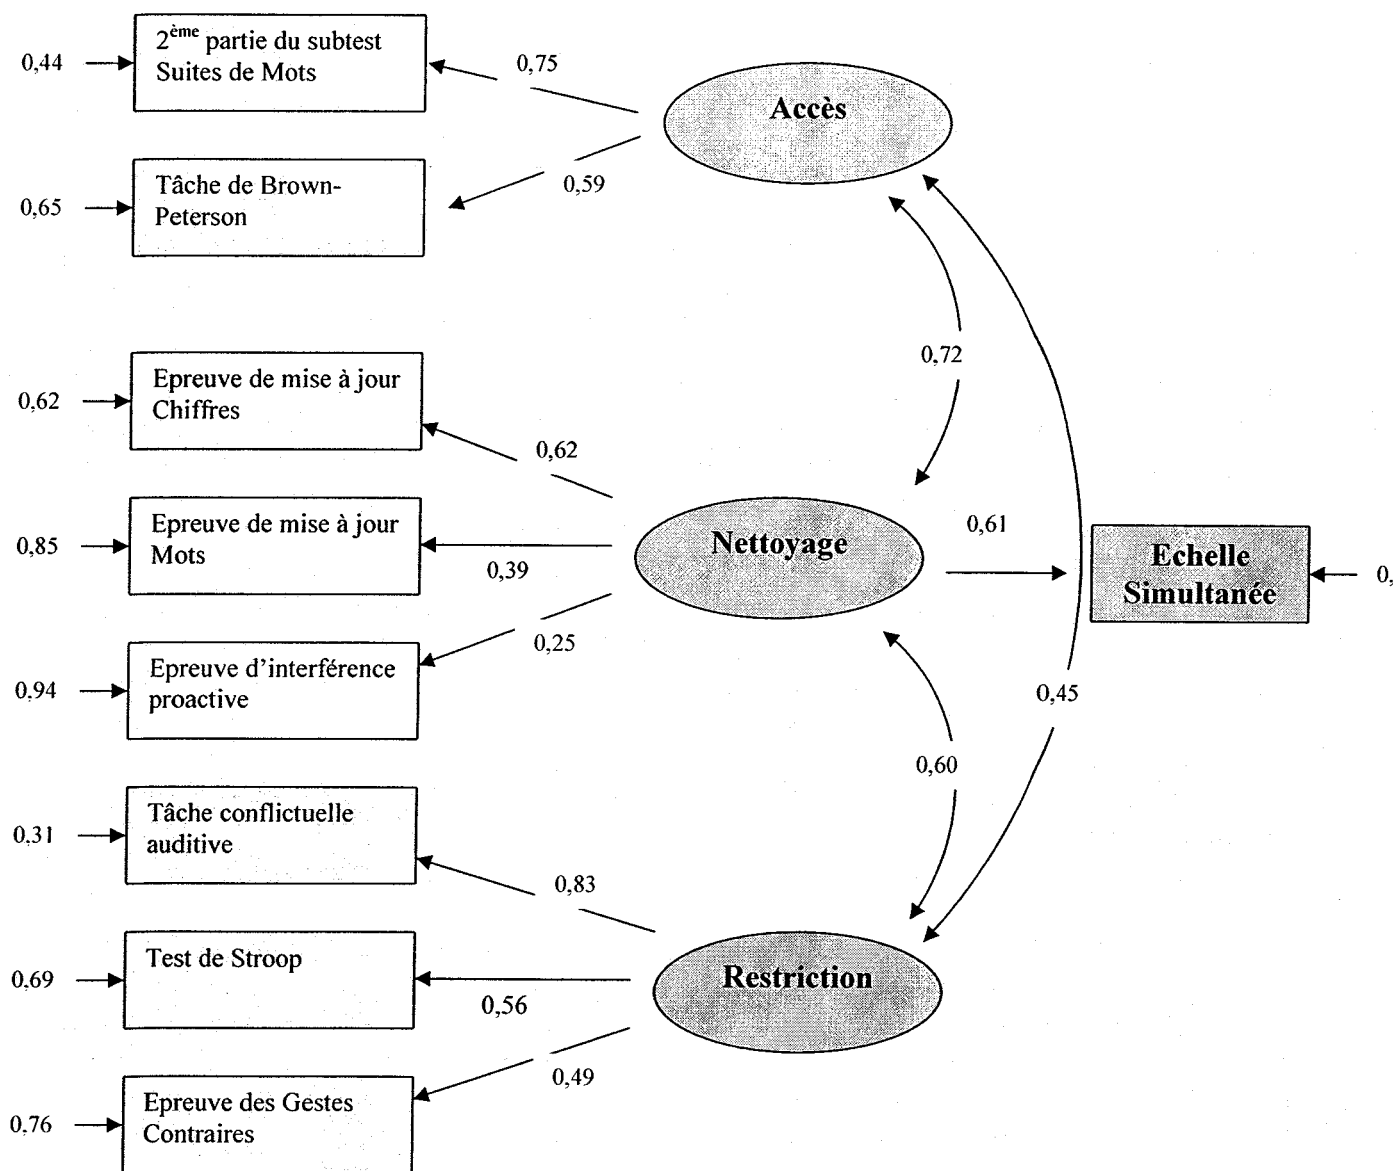 2ème partie du subtest
Suites de Mots
0,44
0,75
Accès
Tâche de Brown-
Peterson
0,65
0,59
0,72
Epreuve de mise à jour
Chiffres
0,62
0,62
Epreuve de mise à jour
Mots
0,85
0,39
Nettoyage
0,61
Echelle
Simultanée
0,
Epreuve d'interférence
proactive
0,94
0,25
0,45
0,60
Tâche conflictuelle
auditive
0,31
0,83
Test de Stroop
0,69
0,56
Restriction
0,49
Epreuve des Gestes
Contraires
0,76